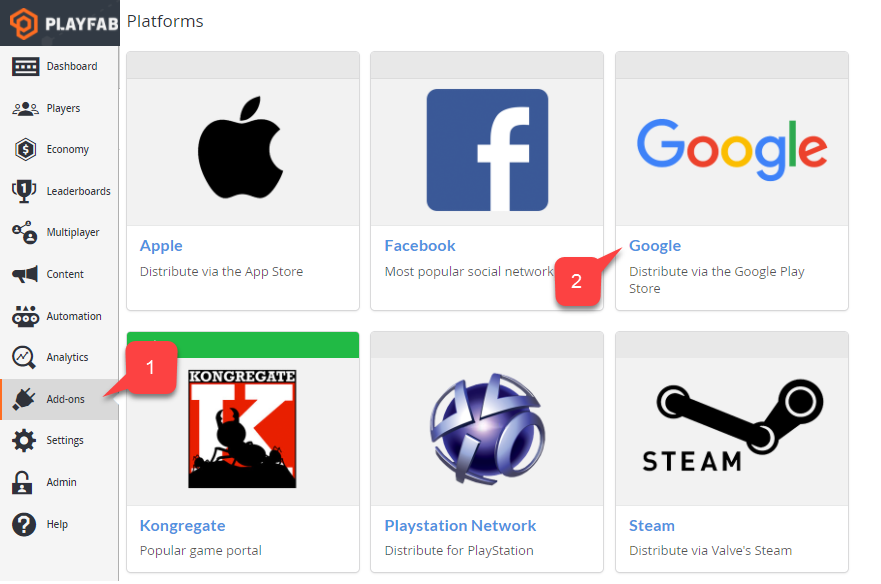 PLAYFAB
Platforms
Dashboard
Players
Economy
Leaderboards
Multiplayer
Content
Automation
Analytics
Add-ons
Settings
Admin
Help
Apple
Distribute via the App Store
f
Facebook
Most popular social network
Google
Google
Distribute via the Google Play
Store
1
2
KONGREGATE
K
Kongregate
Popular game portal
Playstation Network
Distribute for PlayStation
STEAM
Steam
Distribute via Valve's Steam